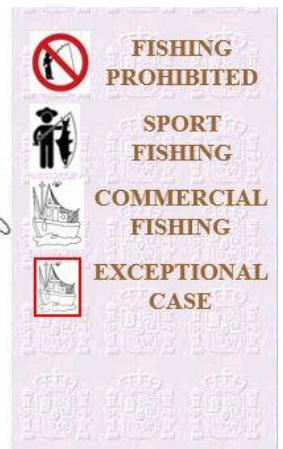 FISHING
PROHIBITED
SPORT
FISHING
COMMERCIAL
FISHING
EXCEPTIONAL
CASE